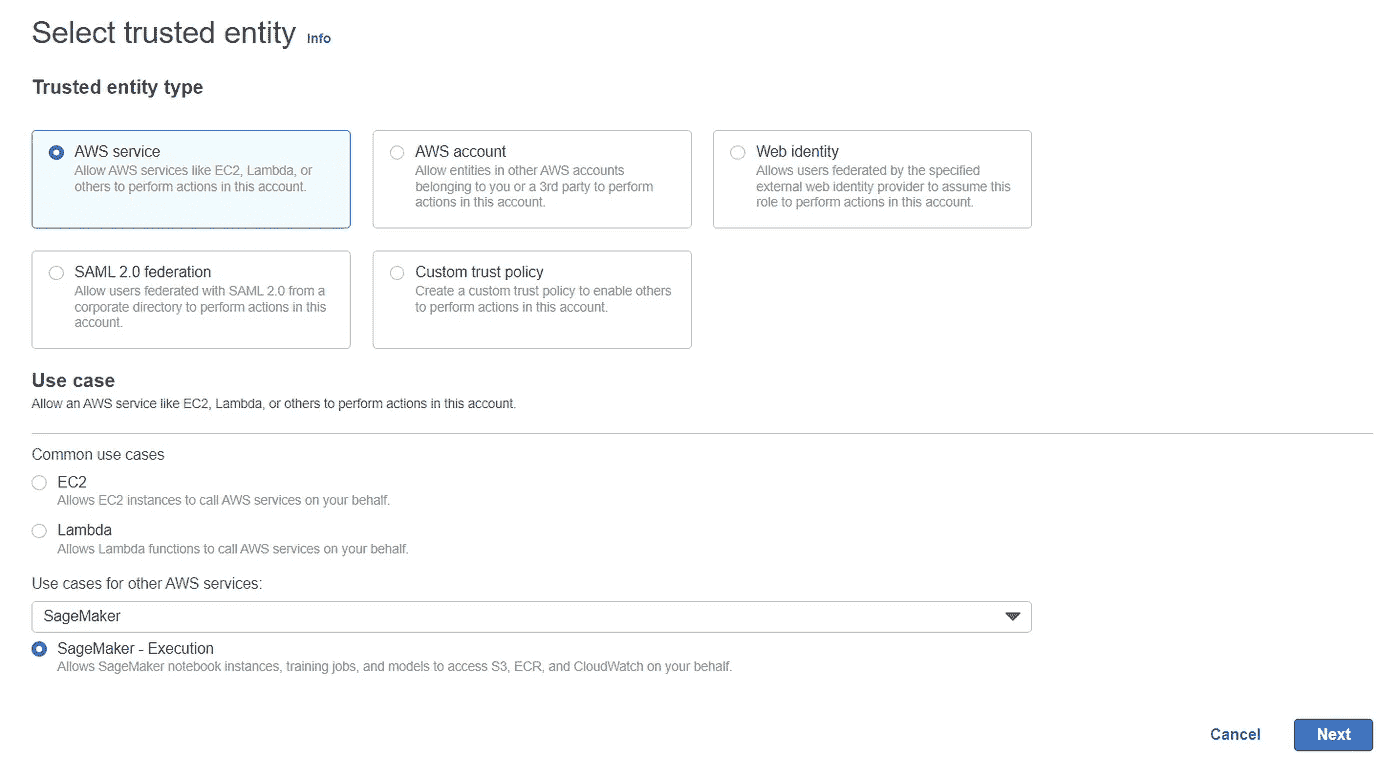 Select trusted entity Info
Trusted entity type
AWS service
Allow AWS services like EC2, Lambda, or
others to perform actions in this account.
AWS account
Allow entities in other AWS accounts
belonging to you or a 3rd party to perform
actions in this account.
Web identity
Allows users federated by the specified
external web identity provider to assume this
role to perform actions in this account.
SAML 2.0 federation
Allow users federated with SAML 2.0 from a
corporate directory to perform actions in this
account.
Custom trust policy
Create a custom trust policy to enable others
to perform actions in this account.
Use case
Allow an AWS service like EC2, Lambda, or others to perform actions in this account.
Common use cases
EC2
Allows EC2 instances to call AWS services on your behalf.
Lambda
Allows Lambda functions to call AWS services on your behalf.
Use cases for other AWS services:
SageMaker
SageMaker - Execution
Allows SageMaker notebook instances, training jobs, and models to access S3, ECR, and CloudWatch on your behalf.
Cancel Next